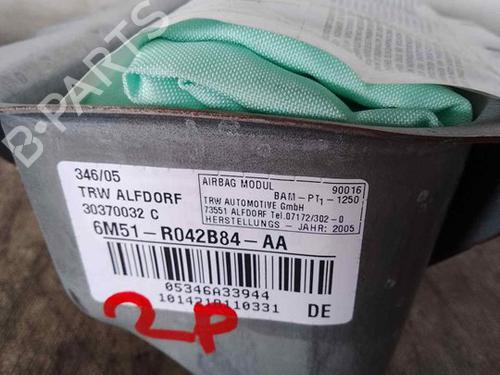 B-PARTS
346/05
TRW ALFDORF
30370032 C
6M51-R042B84-AA
AIRBAG MODUL 90016
BAM-PT1-1250
TRW AUTOMOTIVE GmbH
73551 ALFDORF Tel.07172/302-0
HERSTELLUNGS - JAHR: 2005
05346A33944
1014210110331
DE
2P